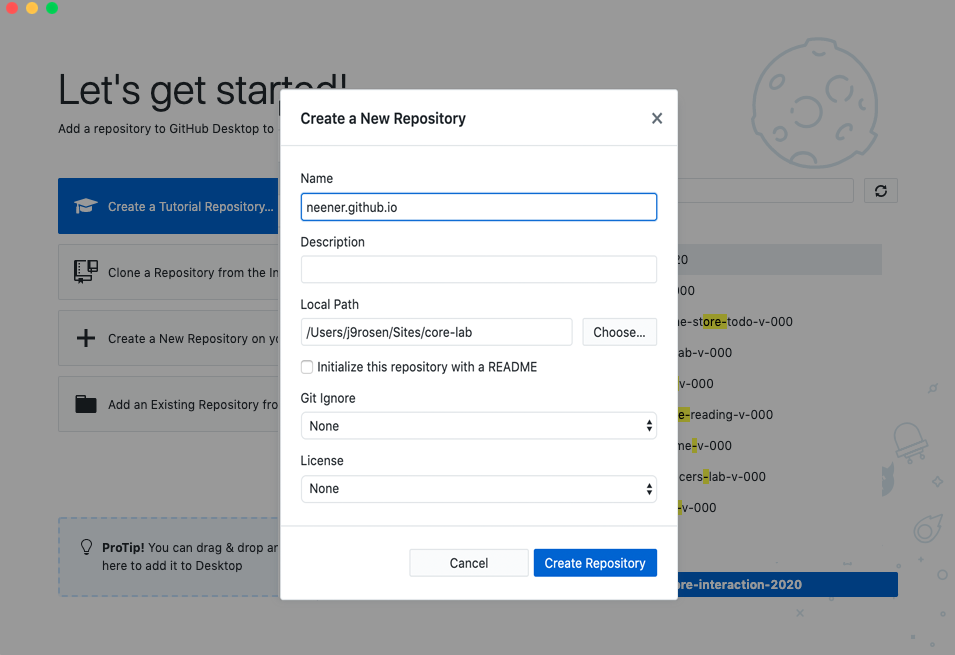 Let's get started!
Add a repository to GitHub Desktop to
Create a Tutorial Repository...
Clone a Repository from the In
Create a New Repository on yo
Add an Existing Repository fro
ProTip! You can drag & drop an
here to add it to Desktop
Create a New Repository
Name
neener.github.io
Description
Local Path
/Users/j9rosen/Sites/core-lab
Choose...
Initialize this repository with a README
Git Ignore
None
License
None
Cancel
Create Repository
20
00
ne-store-todo-v-000
ab-v-000
-v-000
e-reading-v-000
me-v-000
cers-lab-v-000
-v-000
ore-interaction-2020